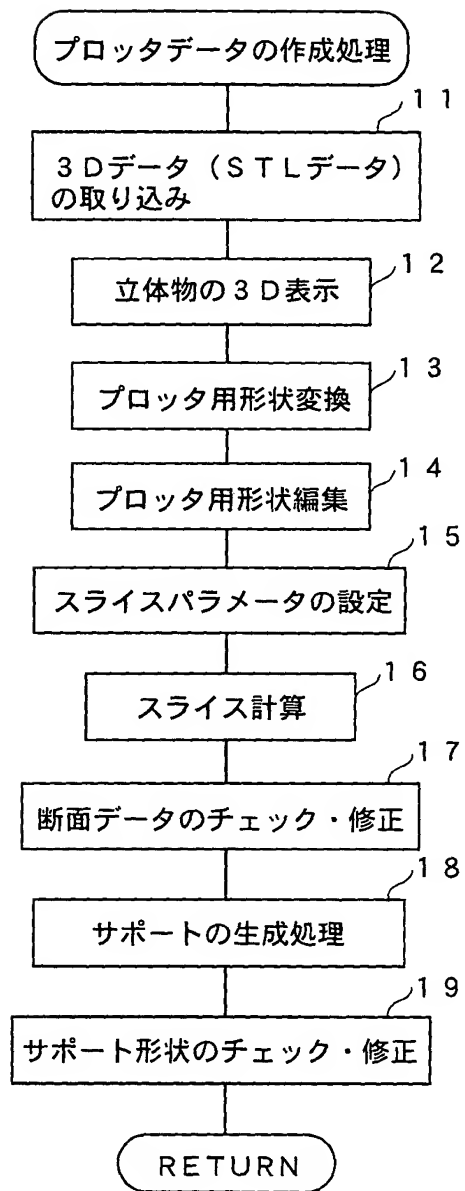 プロッタデータの作成処理
11
3Dデータ(STLデータ)
の取り込み
12
立体物の3D表示
13
プロッタ用形状変換
14
プロッタ用形状編集
15
スライスパラメータの設定
16
スライス計算
17
断面データのチェック・修正
18
サポートの生成処理
19
サポート形状のチェック・修正
RETURN